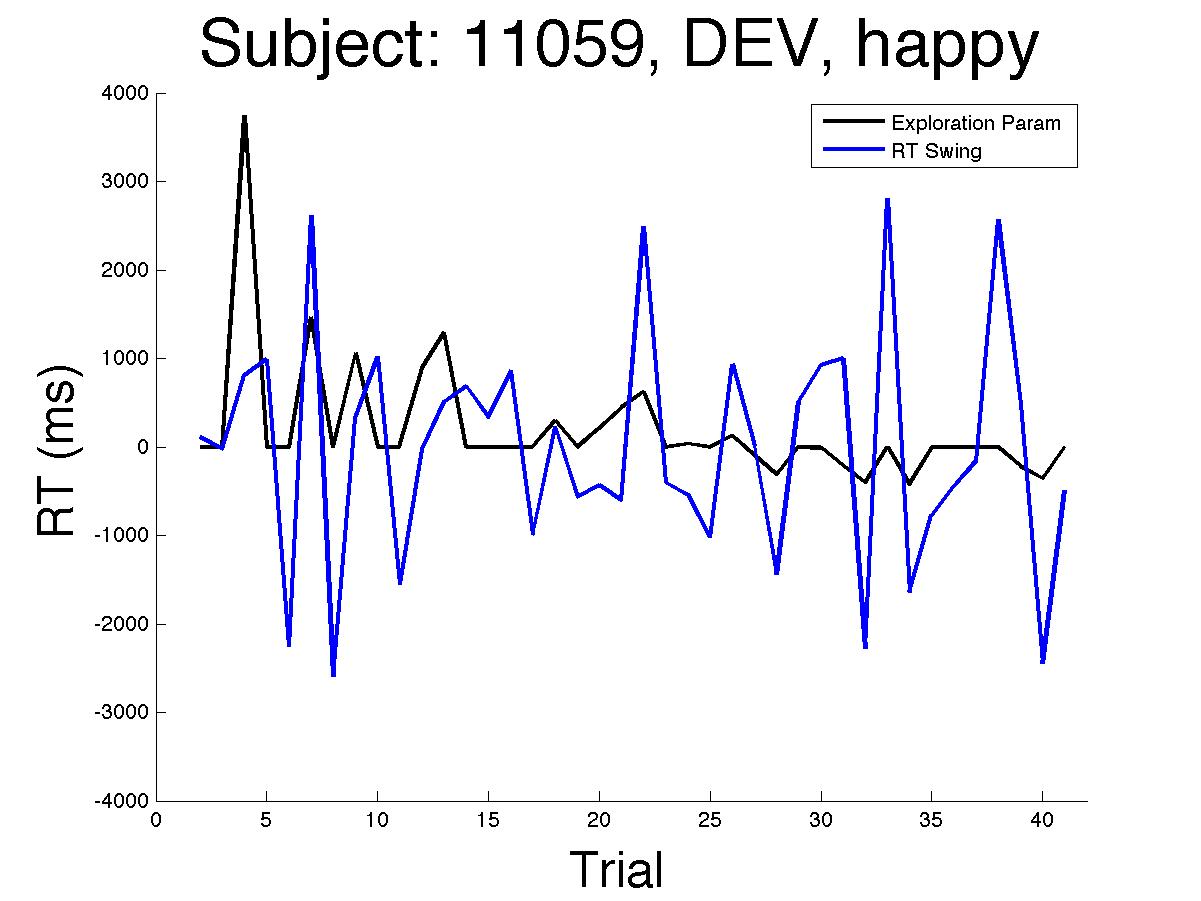 Subject: 11059, DEV, happy
Exploration Param
RT Swing
4000
3000
2000
1000
0
-1000
-2000
-3000
-4000
RT (ms)
0 5 10 15 20 25 30 35 40
Trial